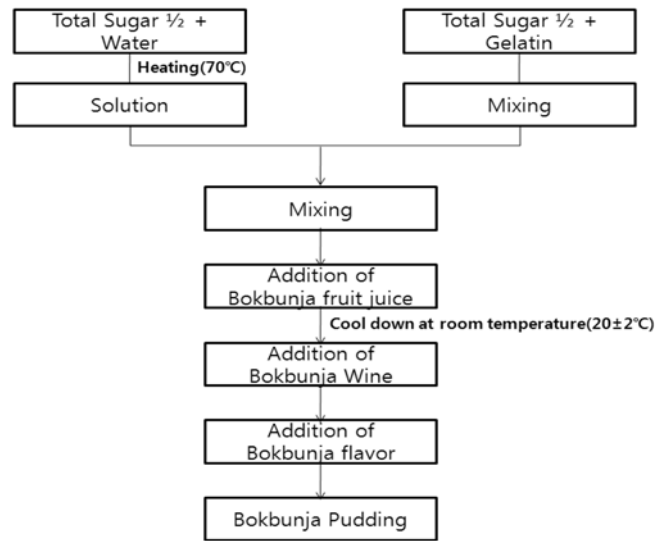 Total Sugar ½ +
Water
Total Sugar ½ +
Gelatin
Heating(70℃)
Solution
Mixing
Mixing
Addition of
Bokbunja fruit juice
Cool down at room temperature(20±2℃)
Addition of
Bokbunja Wine
Addition of
Bokbunja flavor
Bokbunja Pudding